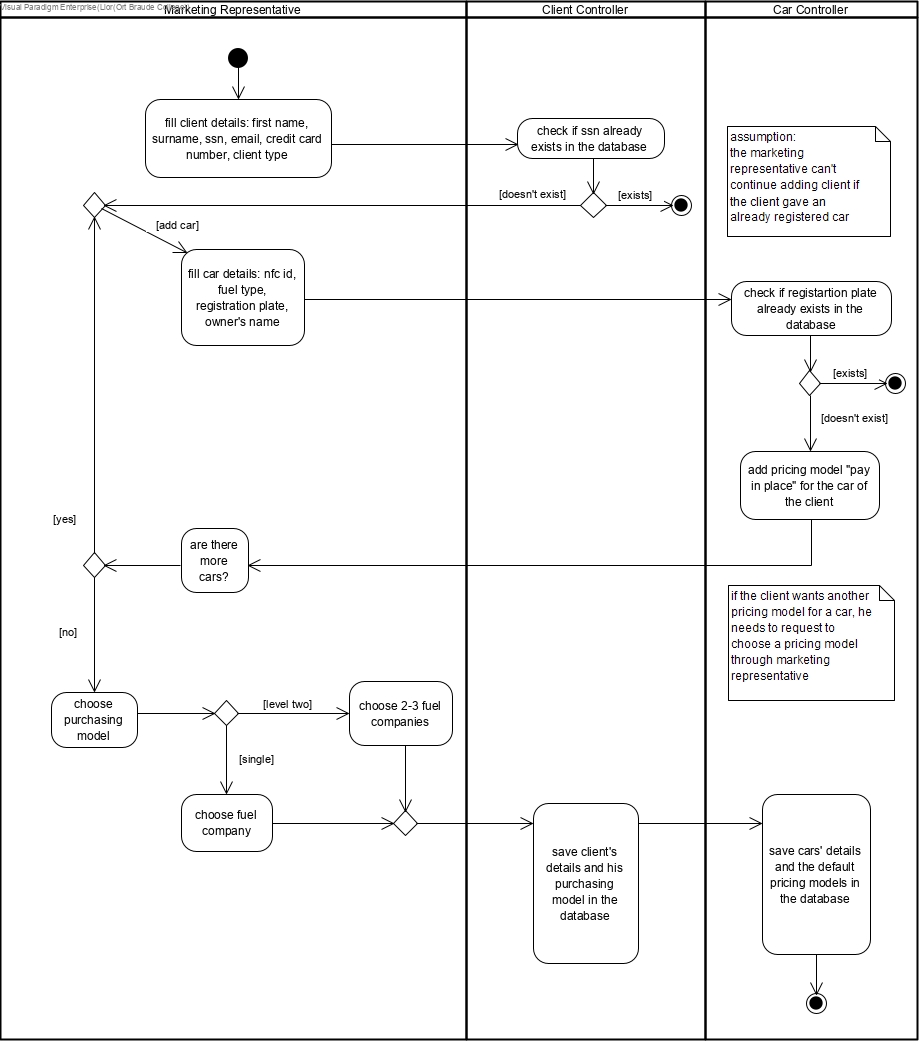 Visual Paradigm Enterprise(Lior(Ort Braude College))
Marketing Representative
Client Controller
Car Controller
fill client details: first name,
surname, ssn, email, credit card
number, client type
check if ssn already
exists in the database
assumption:
the marketing
representative can't
continue adding client if
the client gave an
already registered car
[doesn't exist]
[exists]
[add car]
fill car details: nfc id,
fuel type,
registration plate,
owner's name
check if registartion plate
already exists in the
database
[exists]
[doesn't exist]
add pricing model "pay
in place" for the car of
the client
[yes]
are there
more
cars?
if the client wants another
pricing model for a car, he
needs to request to
choose a pricing model
through marketing
representative
[no]
choose
purchasing
model
[level two]
choose 2-3 fuel
companies
[single]
choose fuel
company
save client's
details and his
purchasing
model in the
database
save cars' details
and the default
pricing models in
the database